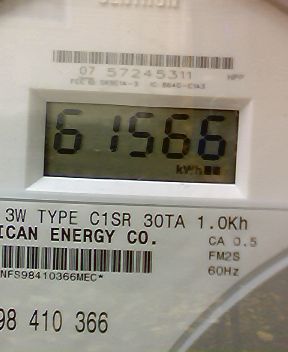 07 57245311 HPP
61566
kWh
3W TYPE C1SR 30TA 1.0Kh
ICAN ENERGY CO.
CA 0.5
FM2S
NFS98410366MEC*
60Hz
98 410 366